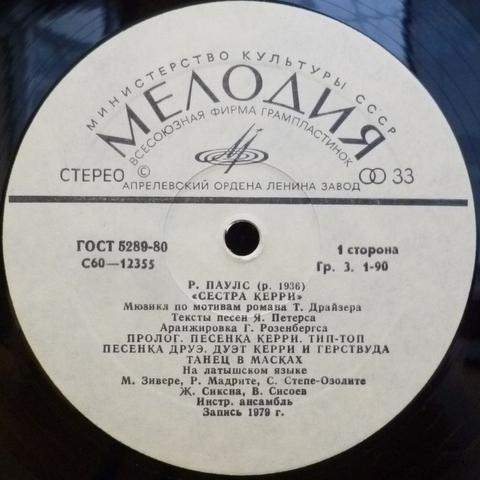 МИНИСТЕРСТВО КУЛЬТУРЫ СССР
МЕЛОДИЯ
ВСЕСОЮЗНАЯ ФИРМА ГРАМПЛАСТИНОК
СТЕРЕО © 33
АПРЕЛЕВСКИЙ ОРДЕНА ЛЕНИНА ЗАВОД
ГОСТ 5289-80 1 сторона
С60—12355 Гр. 3. 1-90
Р. ПАУЛС (р. 1936)
«СЕСТРА КЕРРИ»
Мюзикл по мотивам романа Т. Драйзера
Тексты песен Я. Петерса
Аранжировка Г. Розенбергса
ПРОЛОГ. ПЕСЕНКА КЕРРИ. ТИП-ТОП
ПЕСЕНКА ДРУЭ. ДУЭТ КЕРРИ И ГЕРСТВУДА
ТАНЕЦ В МАСКАХ
На латышском языке
М. Зивере, Р. Мадрите, С. Степе-Озолите
Ж. Сиксна, В. Сисоев
Инстр. ансамбль
Запись 1979 г.